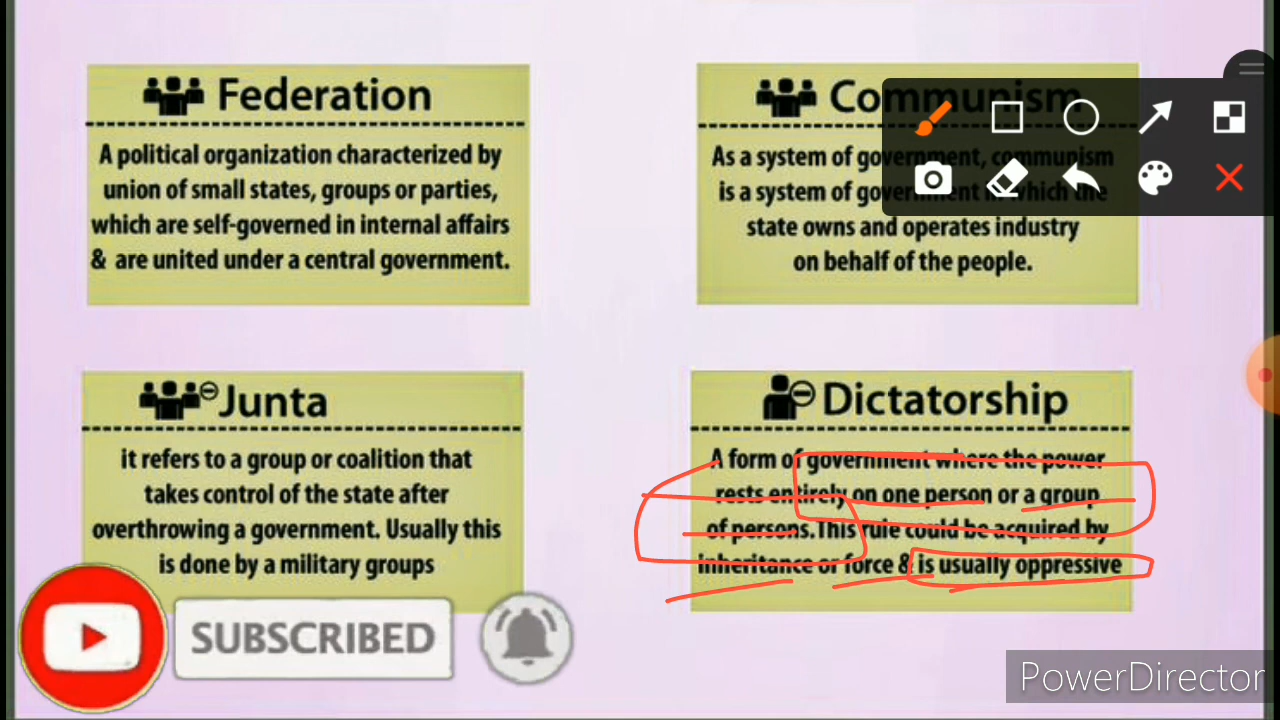 Federation
A political organization characterized by
union of small states, groups or parties,
which are self-governed in internal affairs
& are united under a central government.
Communism
As a system of government, communism
is a system of government in which the
state owns and operates industry
on behalf of the people.
Junta
it refers to a group or coalition that
takes control of the state after
overthrowing a government. Usually this
is done by a military groups
Dictatorship
A form of government where the power
rests entirely on one person or a group
of persons. This rule could be acquired by
inheritance or force & is usually oppressive
SUBSCRIBED
PowerDirector